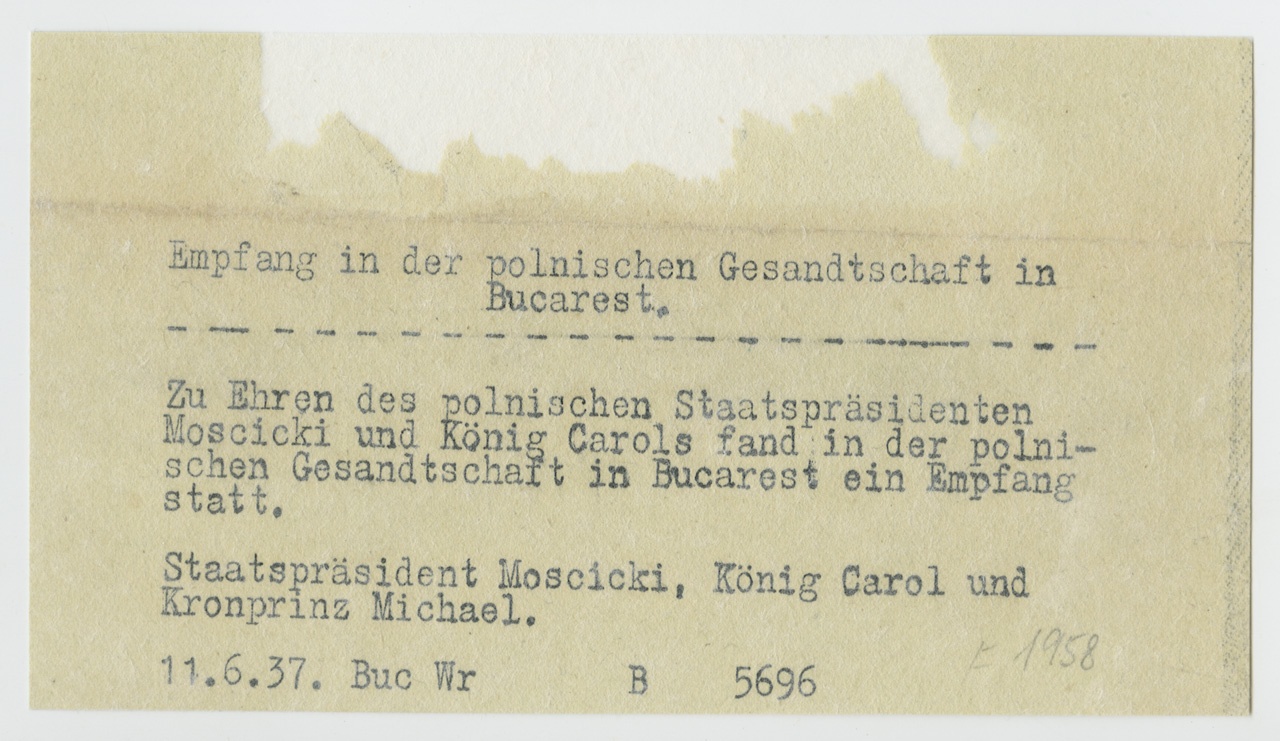 Empfang in der polnischen Gesandtschaft in
Bucarest.
Zu Ehren des polnischen Staatspräsidenten
Moscicki und König Carols fand in der polni-
schen Gesandtschaft in Bucarest ein Empfang
statt.
Staatspräsident Moscicki, König Carol und
Kronprinz Michael.
1958
11.6.37. Buc Wr B 5696